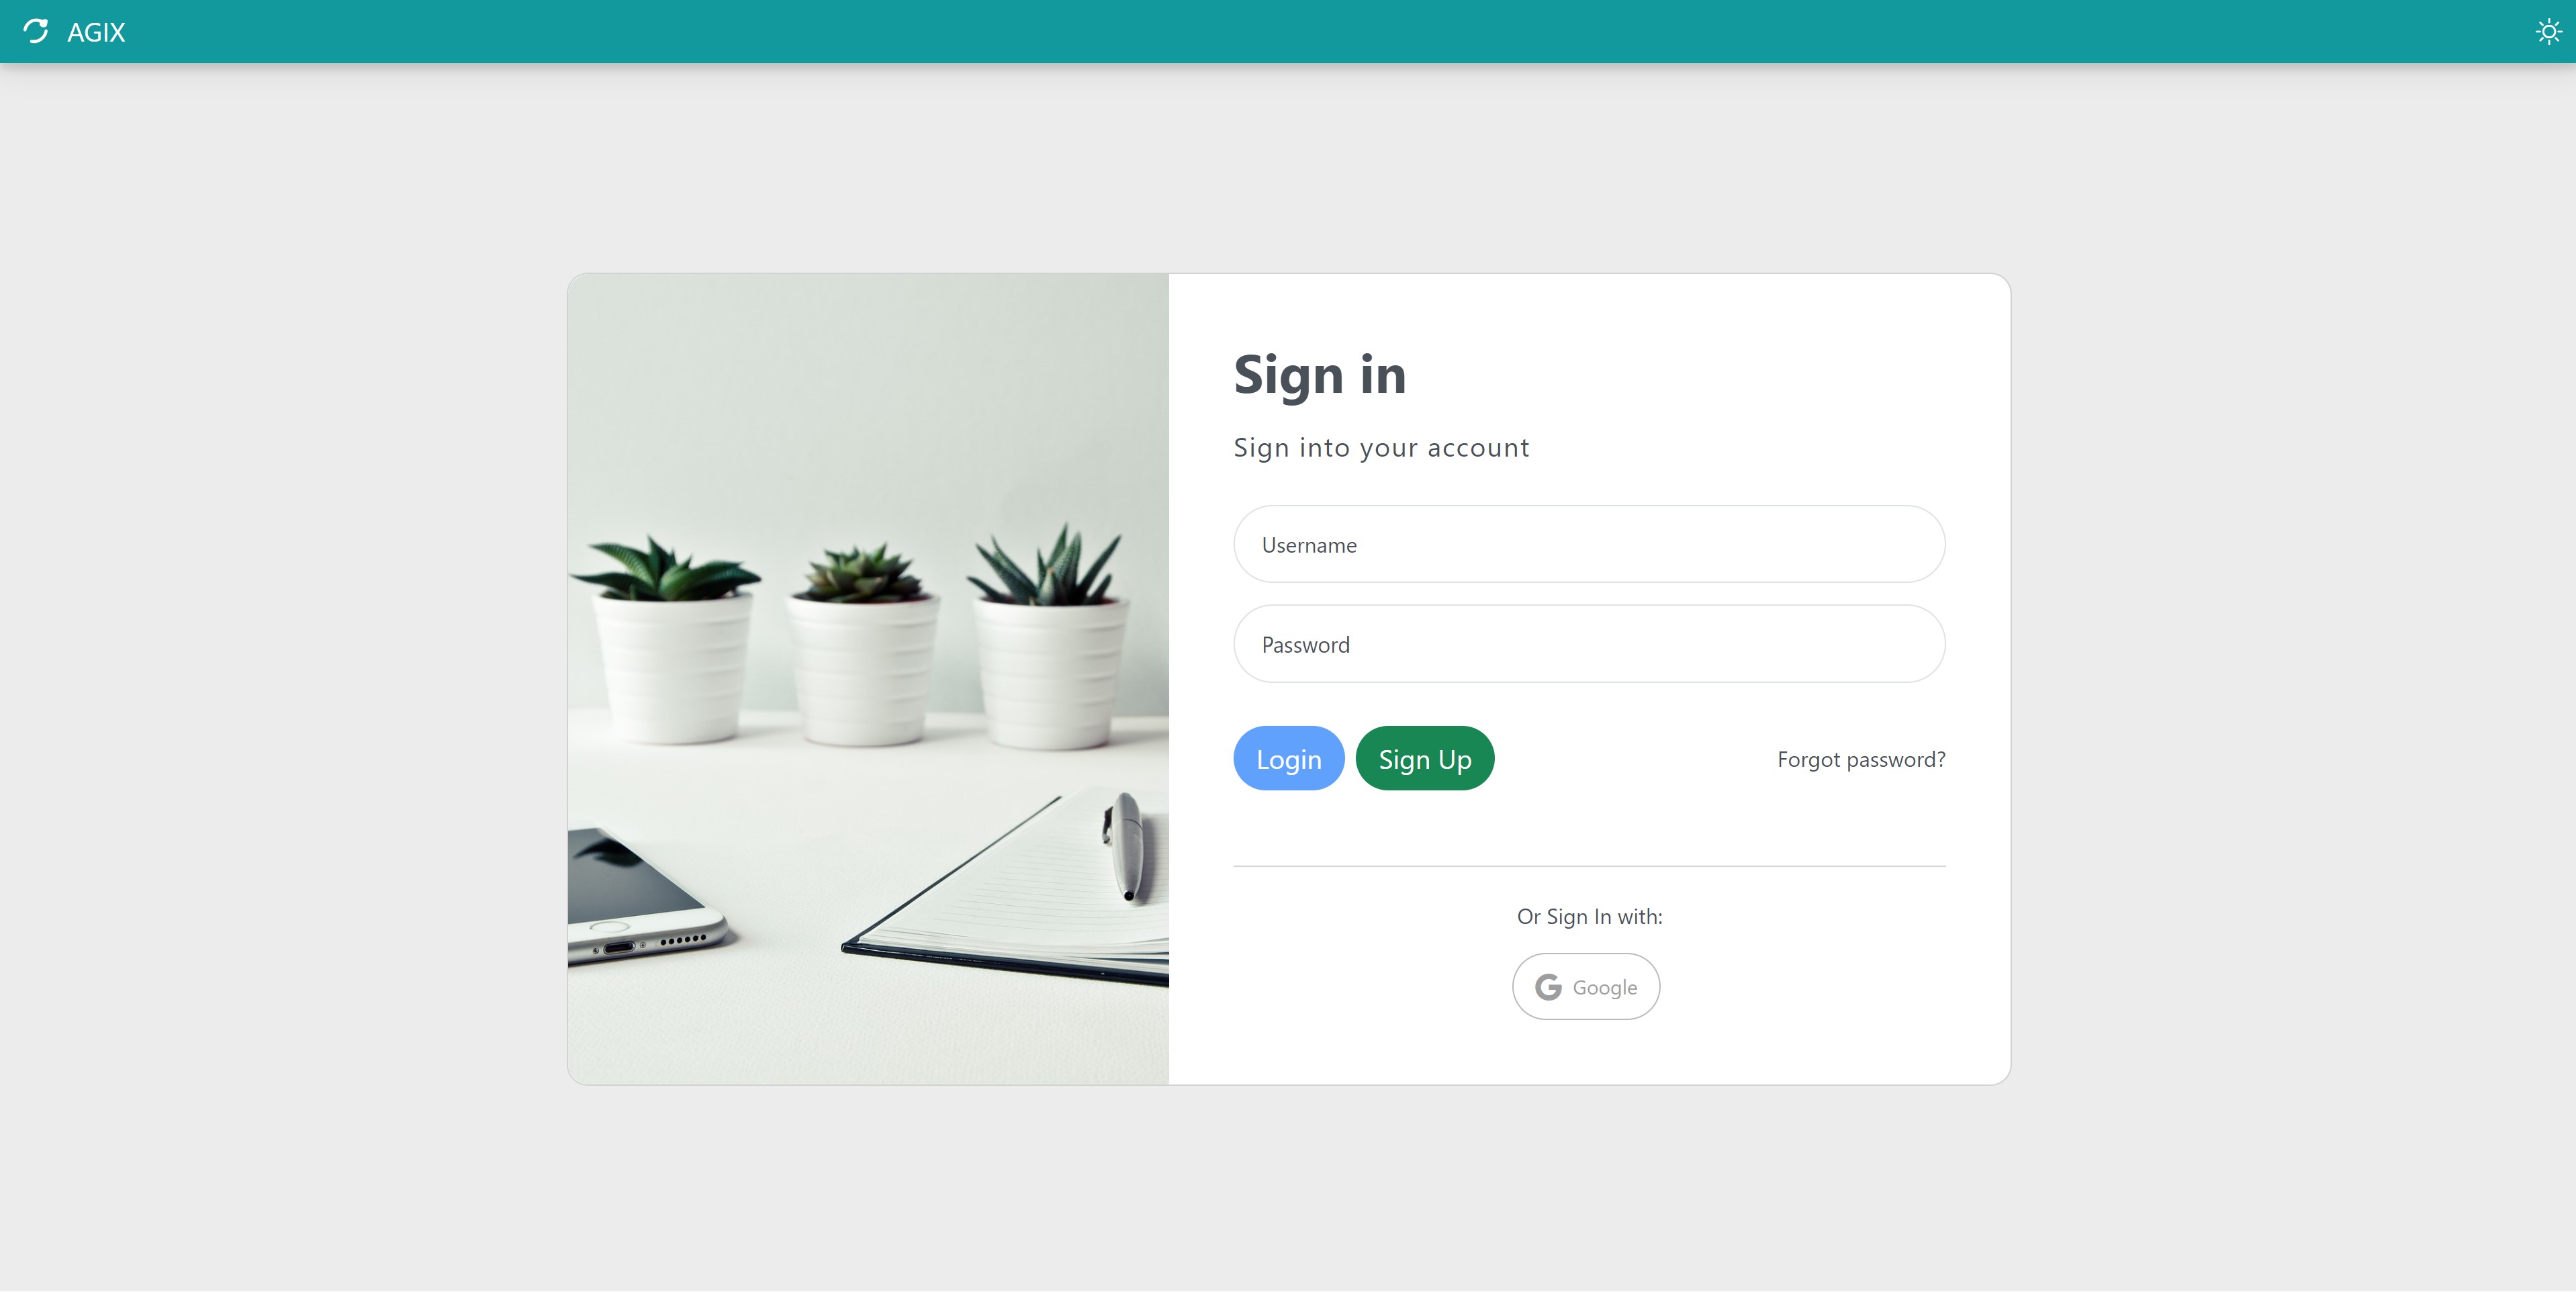 AGIX
Sign in
Sign into your account
Username
Password
Login
Sign Up
Forgot password?
Or Sign In with:
Google